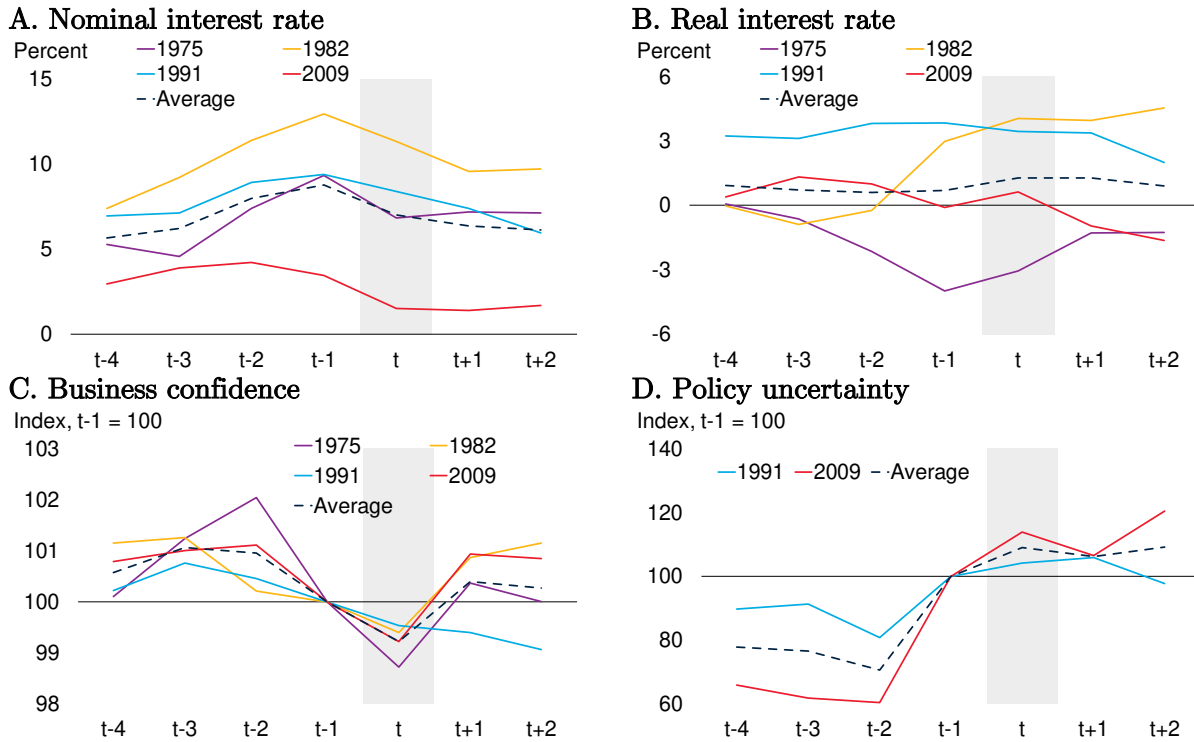 A. Nominal interest rate
Percent
1975
1982
1991
2009
Average
15
10
5
0
t-4 t-3 t-2 t-1 t t+1 t+2
B. Real interest rate
Percent
1975
1982
1991
2009
Average
6
3
0
-3
-6
t-4 t-3 t-2 t-1 t t+1 t+2
C. Business confidence
Index, t-1 = 100
1975
1982
1991
2009
Average
103
102
101
100
99
98
t-4 t-3 t-2 t-1 t t+1 t+2
D. Policy uncertainty
Index, t-1 = 100
1991 2009 Average
140
120
100
80
60
t-4 t-3 t-2 t-1 t t+1 t+2